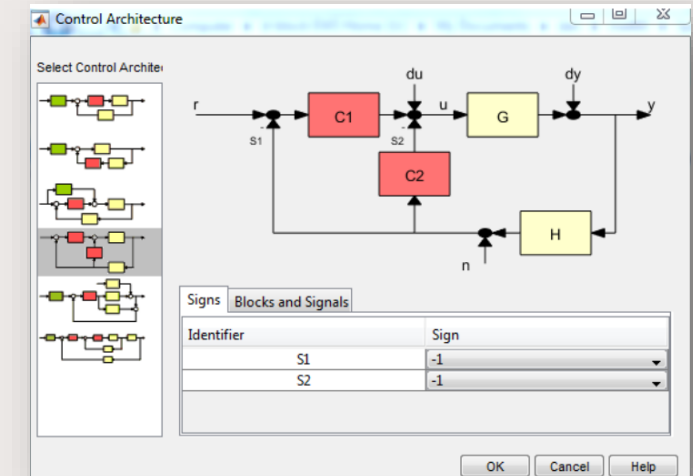 Control Architecture
Select Control Archite
du
dy
r
C1
u
G
y
-
S1
-
S2
C2
H
n
Signs
Blocks and Signals
Identifier
Sign
S1
-1
S2
-1
OK
Cancel
Help